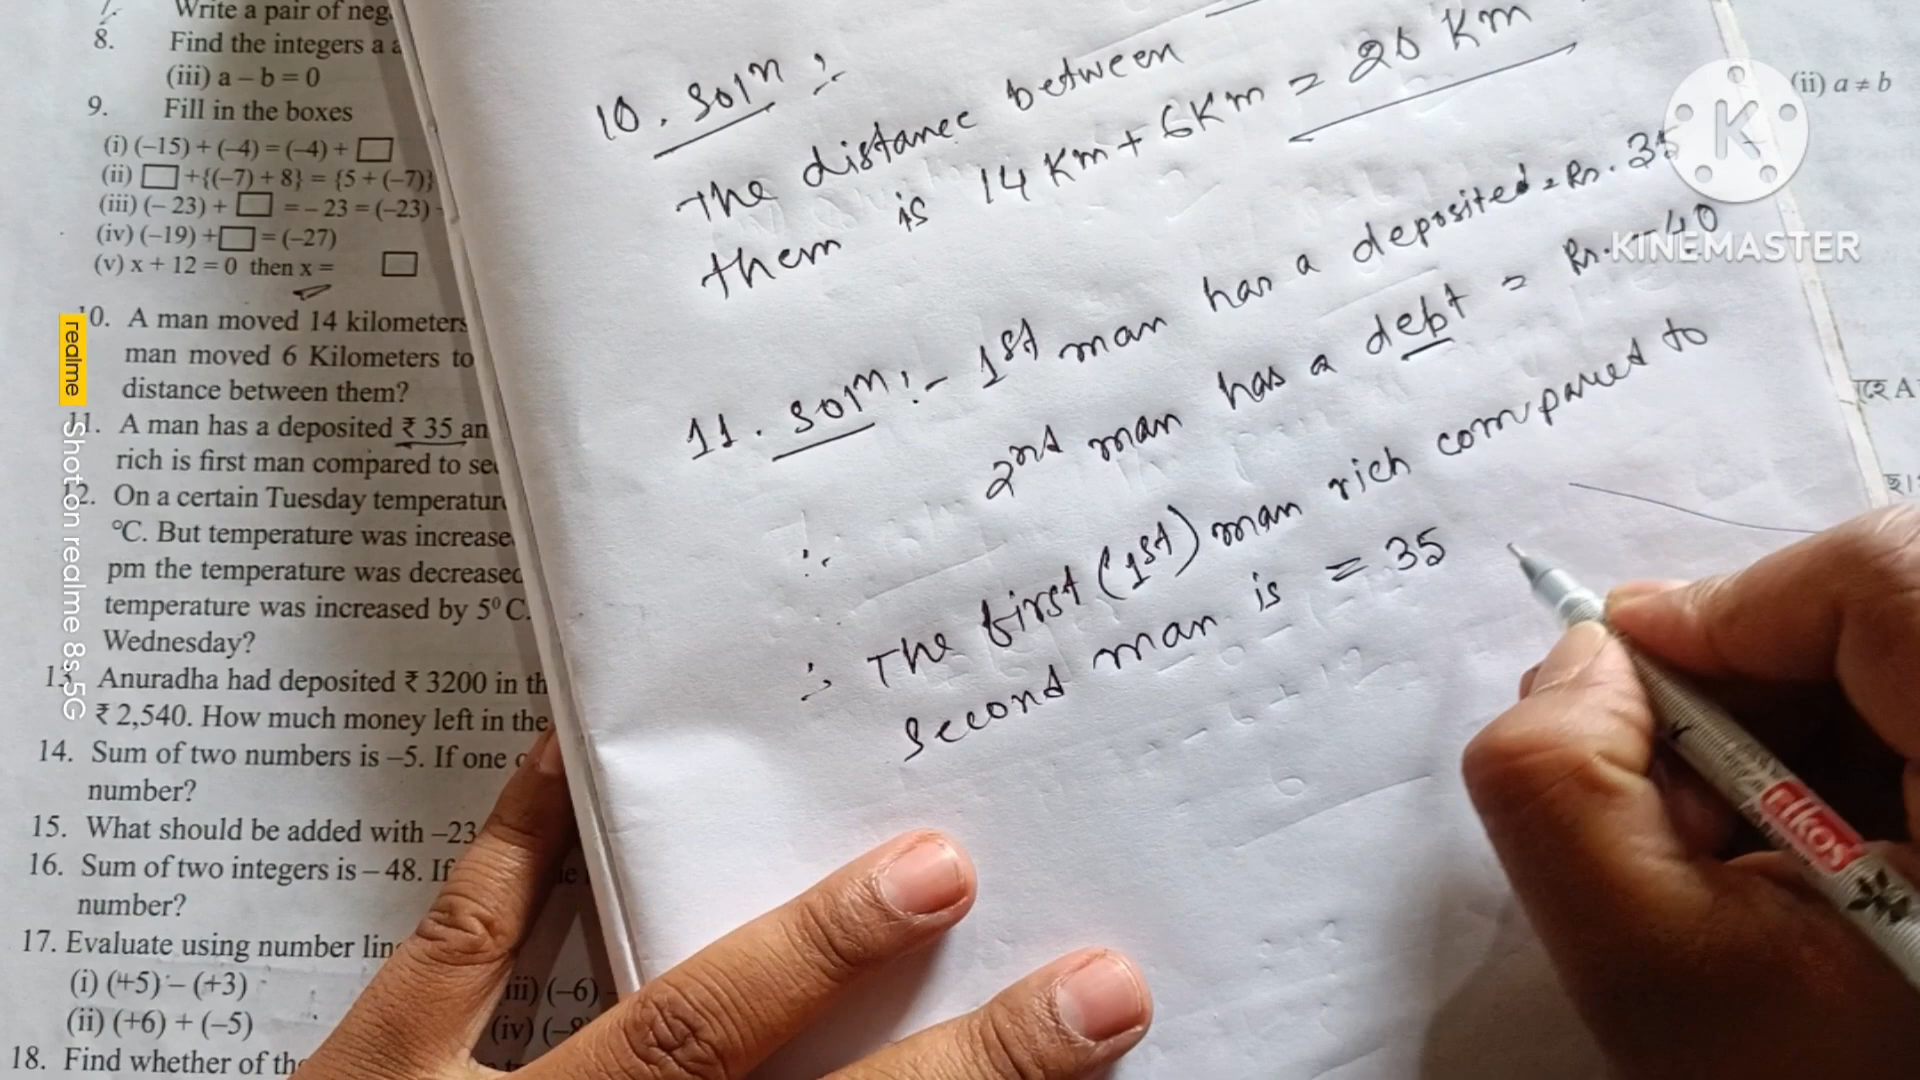 Write a pair of neg
8. Find the integers a a
(iii) a – b = 0
9. Fill in the boxes
(i) (–15) + (–4) = (–4) + □
(ii) □ +{(–7) + 8} = {5 + (–7)}
(iii) (– 23) + □ = – 23 = (–23)
(iv) (–19) + □ = (–27)
(v) x + 12 = 0 then x = □
10. A man moved 14 kilometers
man moved 6 Kilometers to
distance between them?
11. A man has a deposited ₹ 35 an
rich is first man compared to se
12. On a certain Tuesday temperatur
°C. But temperature was increase
pm the temperature was decreased
temperature was increased by 5⁰ C.
Wednesday?
13. Anuradha had deposited ₹ 3200 in th
₹ 2,540. How much money left in the
14. Sum of two numbers is –5. If one
number?
15. What should be added with –23
16. Sum of two integers is – 48. If
number?
17. Evaluate using number lin
(i) (+5) – (+3)
(iii) (–6)
(ii) (+6) + (–5)
(iv)
18. Find whether of th
10. Soln :-
The distance between
them is 14 Km + 6 Km = 20 Km
11. Soln :- 1st man has a deposited = Rs. 35
2nd man has a debt = Rs. –40
∴
∴ The first (1st) man rich compared to
second man is = 35
(ii) a ≠ b
K
KINEMASTER
realme
Shot on realme 8s 5G
elkos